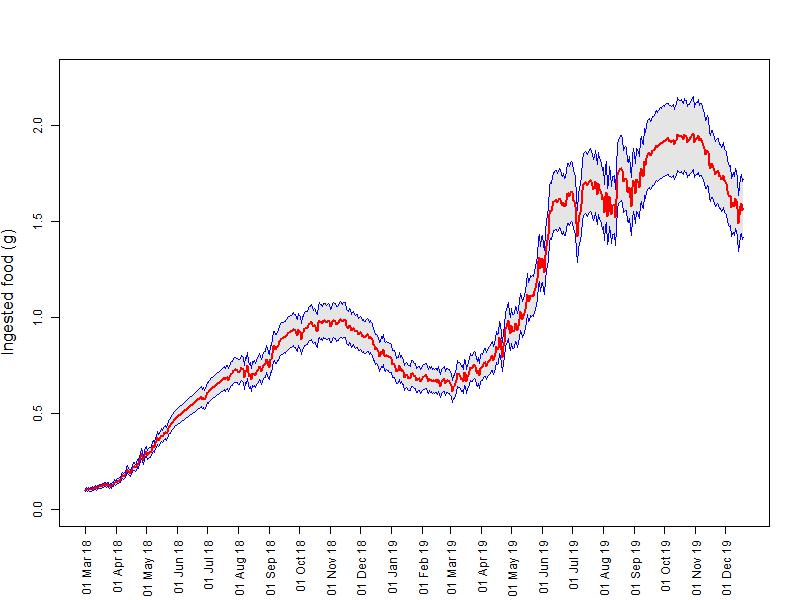 Ingested food (g)
2.0
1.5
1.0
0.5
0.0
01 Mar 18
01 Apr 18
01 May 18
01 Jun 18
01 Jul 18
01 Aug 18
01 Sep 18
01 Oct 18
01 Nov 18
01 Dec 18
01 Jan 19
01 Feb 19
01 Mar 19
01 Apr 19
01 May 19
01 Jun 19
01 Jul 19
01 Aug 19
01 Sep 19
01 Oct 19
01 Nov 19
01 Dec 19